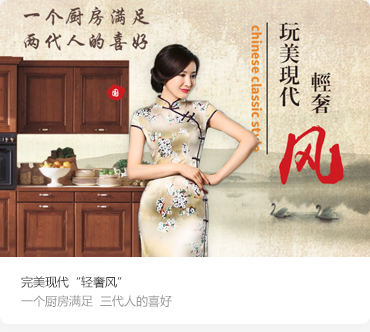 一个厨房满足
两代人的喜好
玩美現代
輕奢
风
chinese classic style
完美现代“轻奢风”
一个厨房满足 三代人的喜好